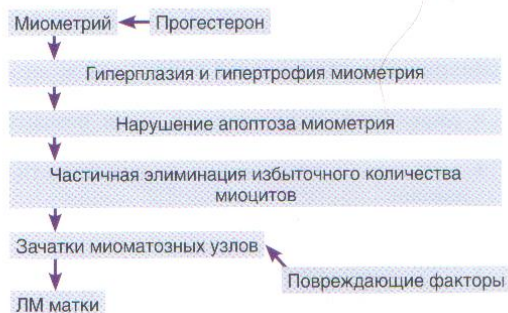 Миометрий Прогестерон
Гиперплазия и гипертрофия миометрия
Нарушение апоптоза миометрия
Частичная элиминация избыточного количества
миоцитов
Зачатки миоматозных узлов
Повреждающие факторы
ЛМ матки